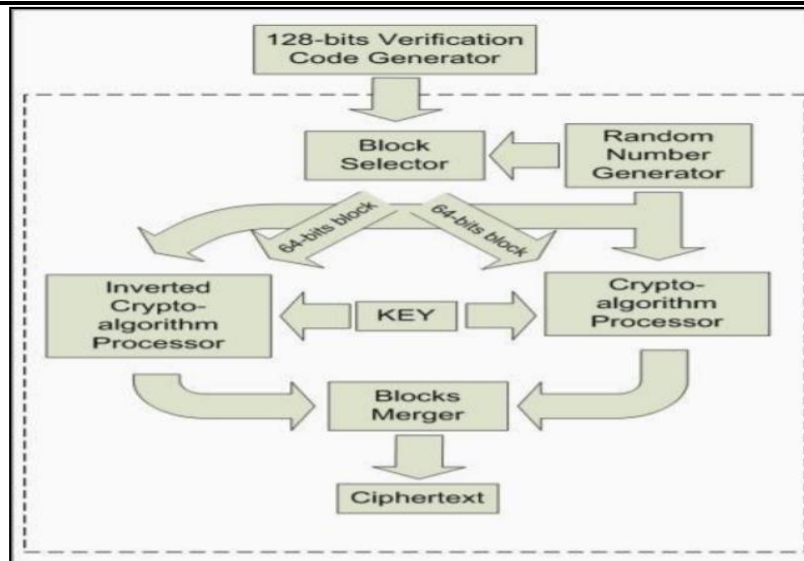 128-bits Verification
Code Generator
Block
Selector
Random
Number
Generator
64-bits block
64-bits block
Inverted
Crypto-
algorithm
Processor
KEY
Crypto-
algorithm
Processor
Blocks
Merger
Ciphertext